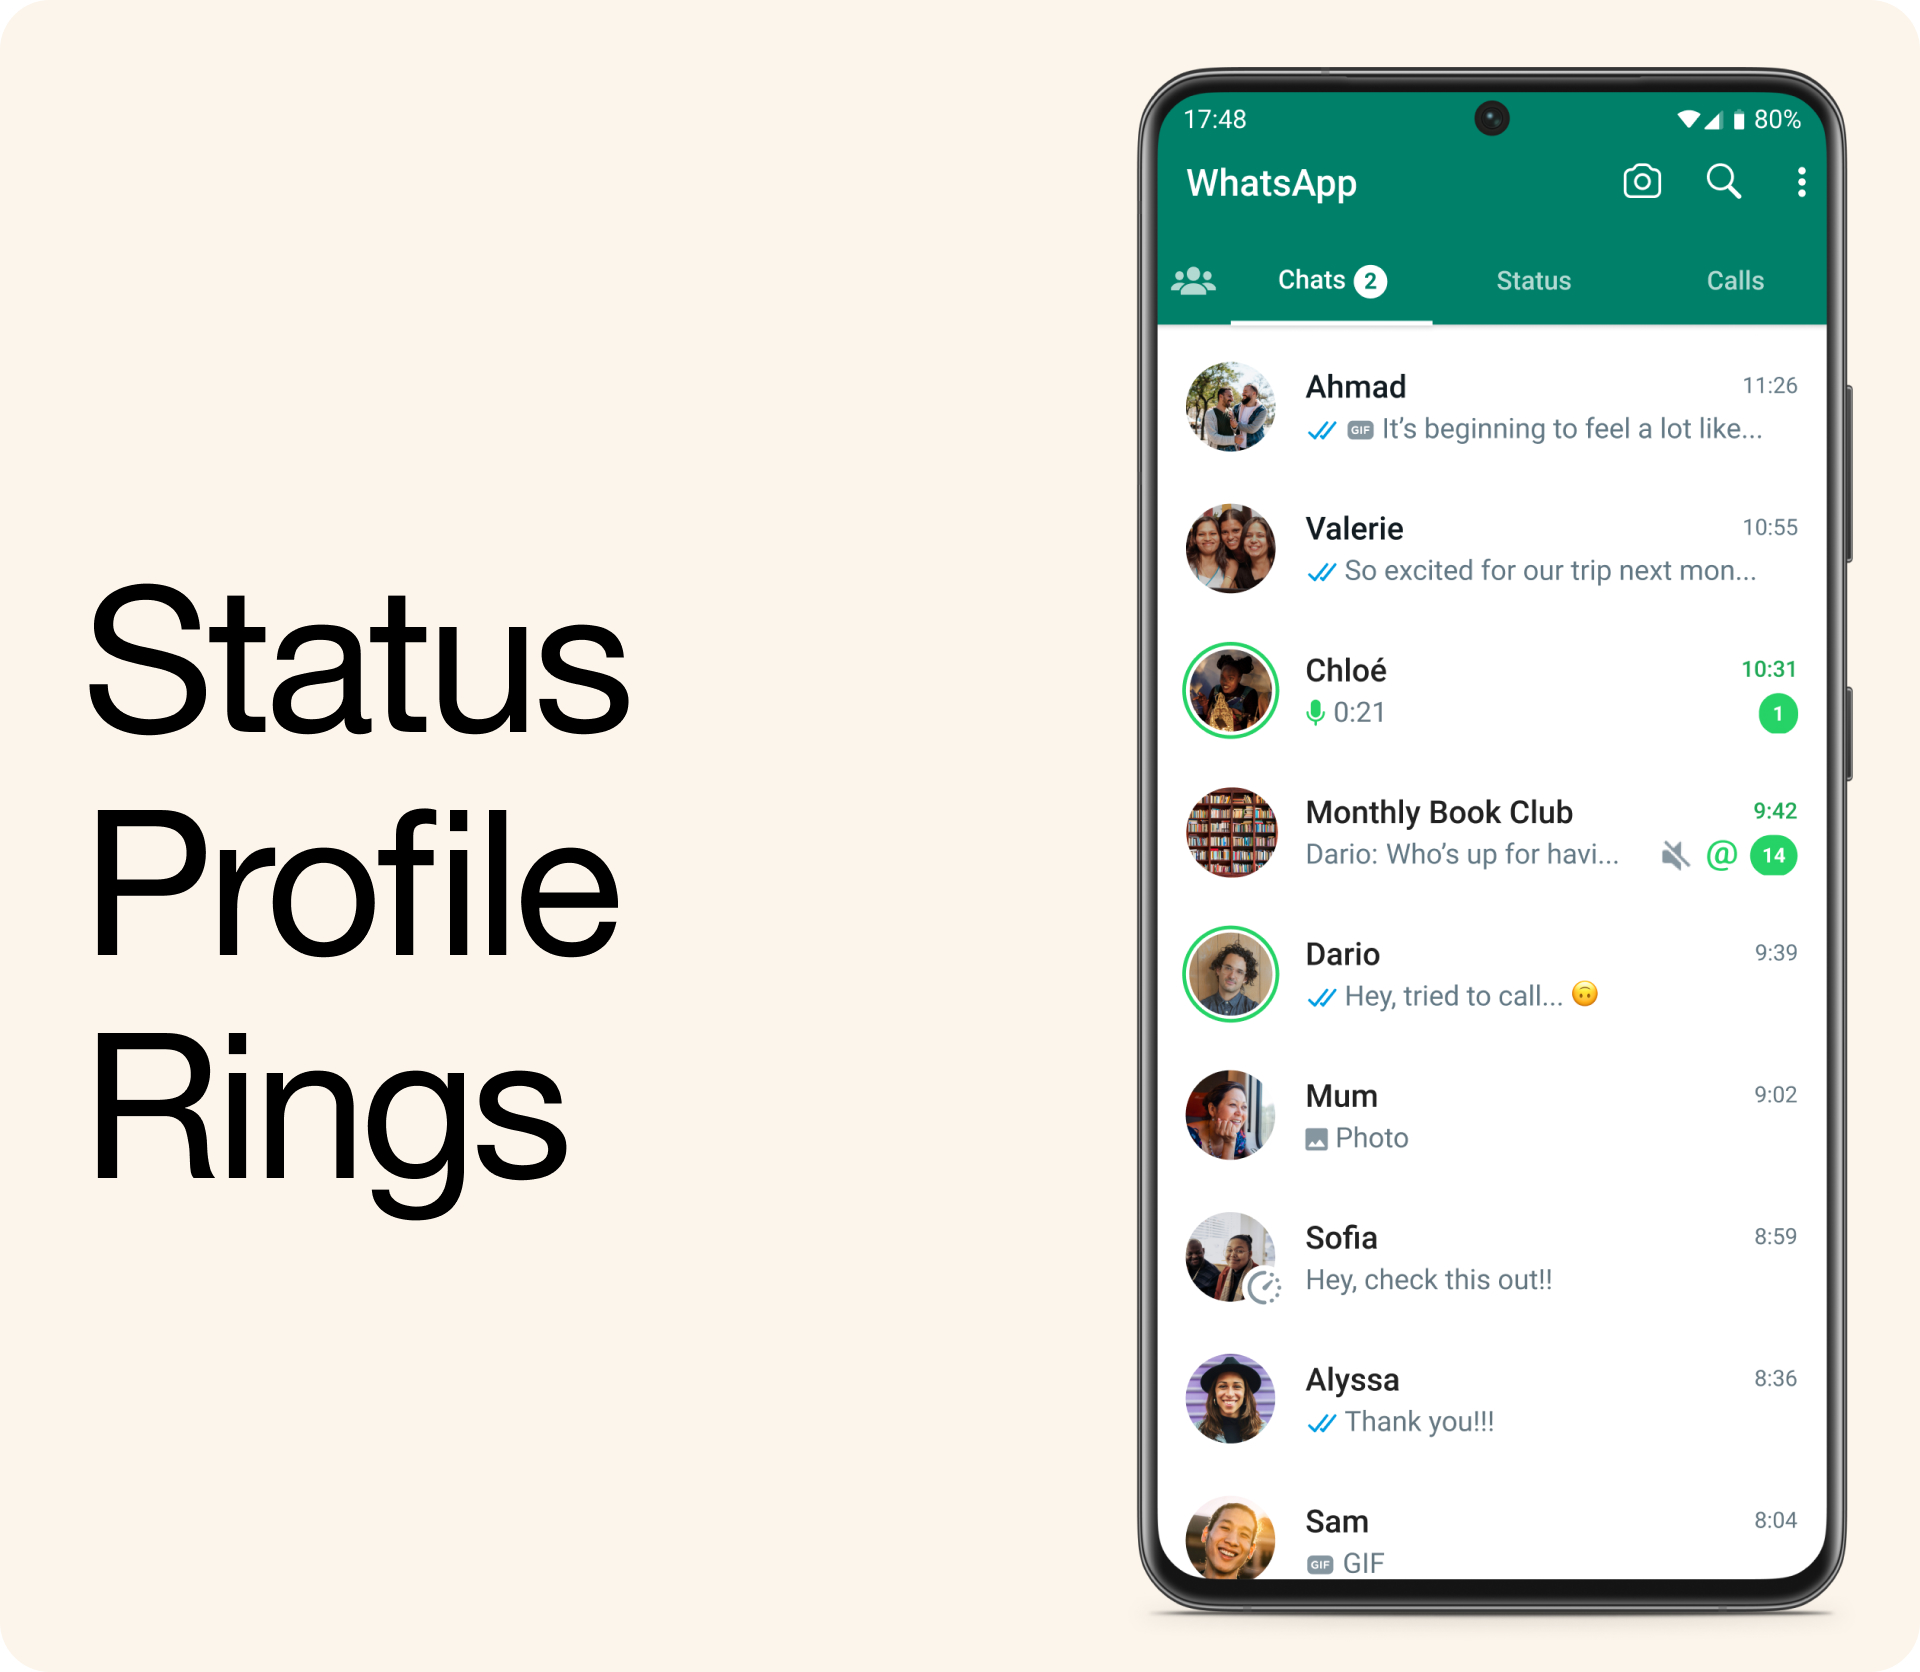 Status
Profile
Rings
17:48
80%
WhatsApp
Chats 2
Status
Calls
Ahmad
11:26
GIF It’s beginning to feel a lot like...
Valerie
10:55
So excited for our trip next mon...
Chloé
10:31
0:21
1
Monthly Book Club
9:42
Dario: Who’s up for havi...
@ 14
Dario
9:39
Hey, tried to call... 🙃
Mum
9:02
Photo
Sofia
8:59
Hey, check this out!!
Alyssa
8:36
Thank you!!!
Sam
8:04
GIF GIF